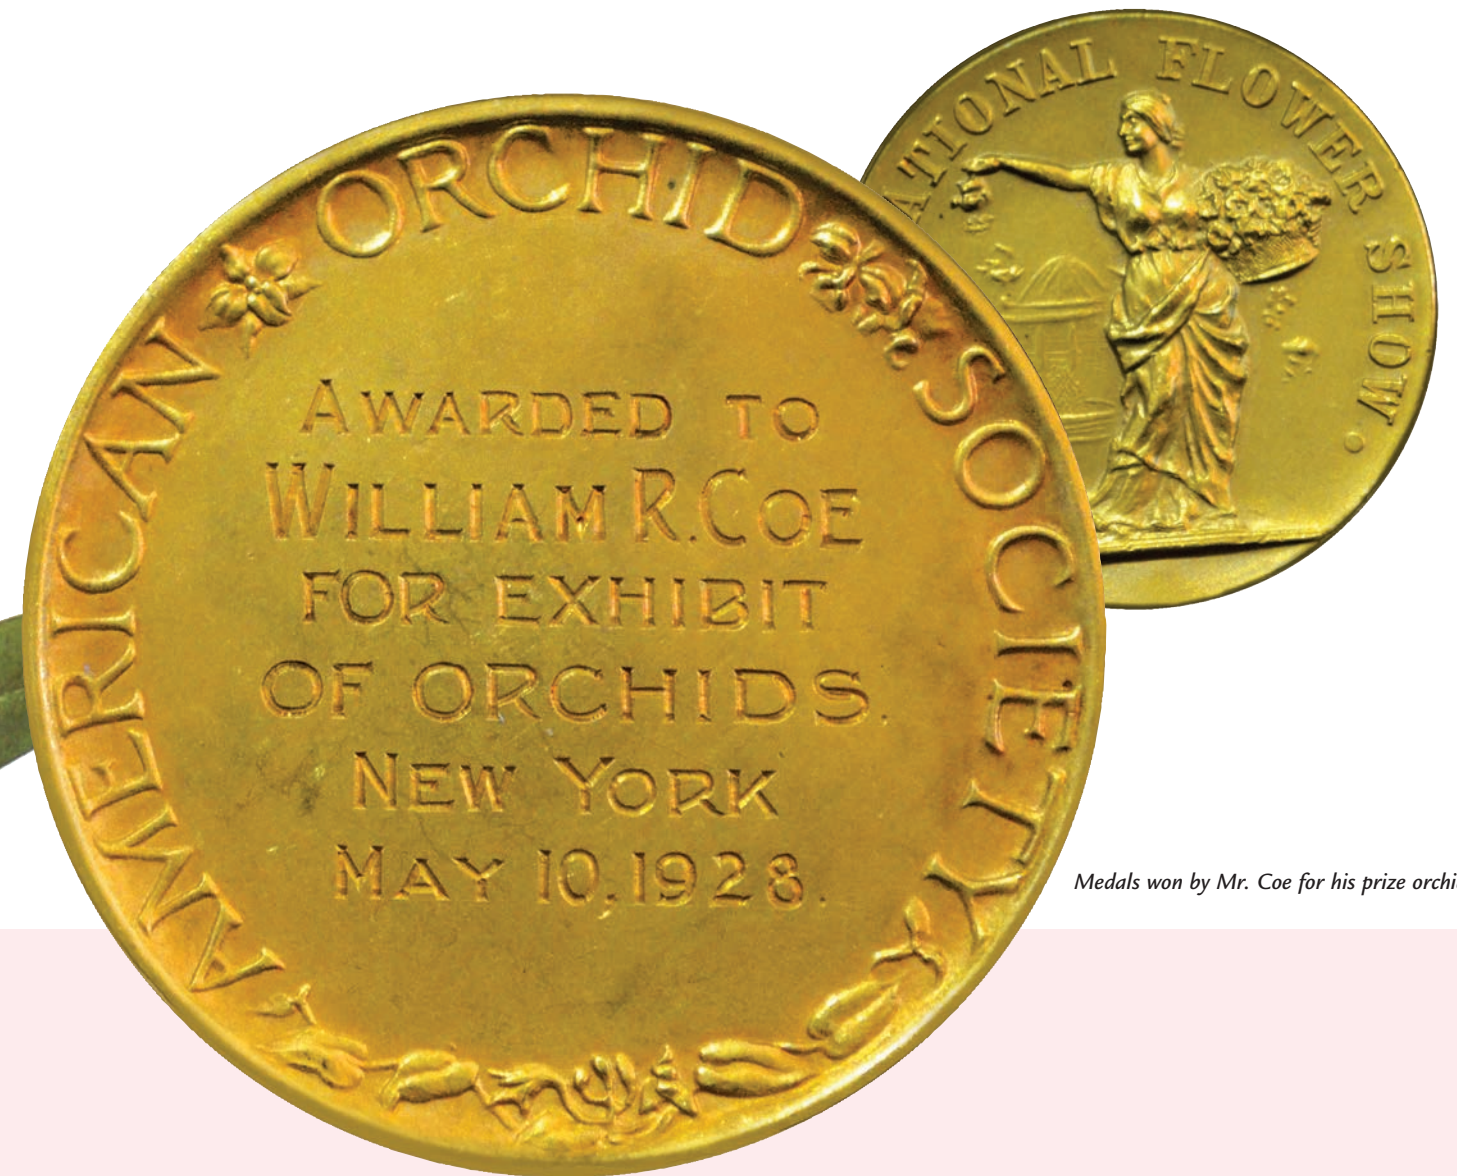 AMERICAN ORCHID SOCIETY
AWARDED TO
WILLIAM R. COE
FOR EXHIBIT
OF ORCHIDS.
NEW YORK
MAY 10, 1928.
ATIONAL FLOWER SHOW.
Medals won by Mr. Coe for his prize